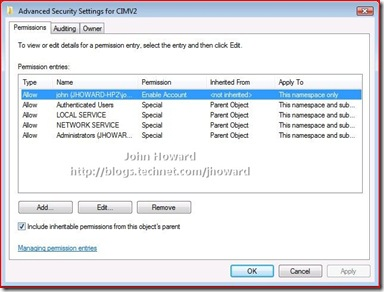 Advanced Security Settings for CIMV2
Permissions Auditing Owner
To view or edit details for a permission entry, select the entry and then click Edit.
Permission entries:
Type Name Permission Inherited From Apply To
Allow john (JHOWARD-HP2\jo... Enable Account <not inherited> This namespace only
Allow Authenticated Users Special Parent Object This namespace and sub...
Allow LOCAL SERVICE Special Parent Object This namespace and sub...
Allow NETWORK SERVICE Special Parent Object This namespace and sub...
Allow Administrators (JHOWAR... Special Parent Object This namespace and sub...
John Howard
http://blogs.technet.com/jhoward
Add... Edit... Remove
Include inheritable permissions from this object's parent
Managing permission entries
OK Cancel Apply